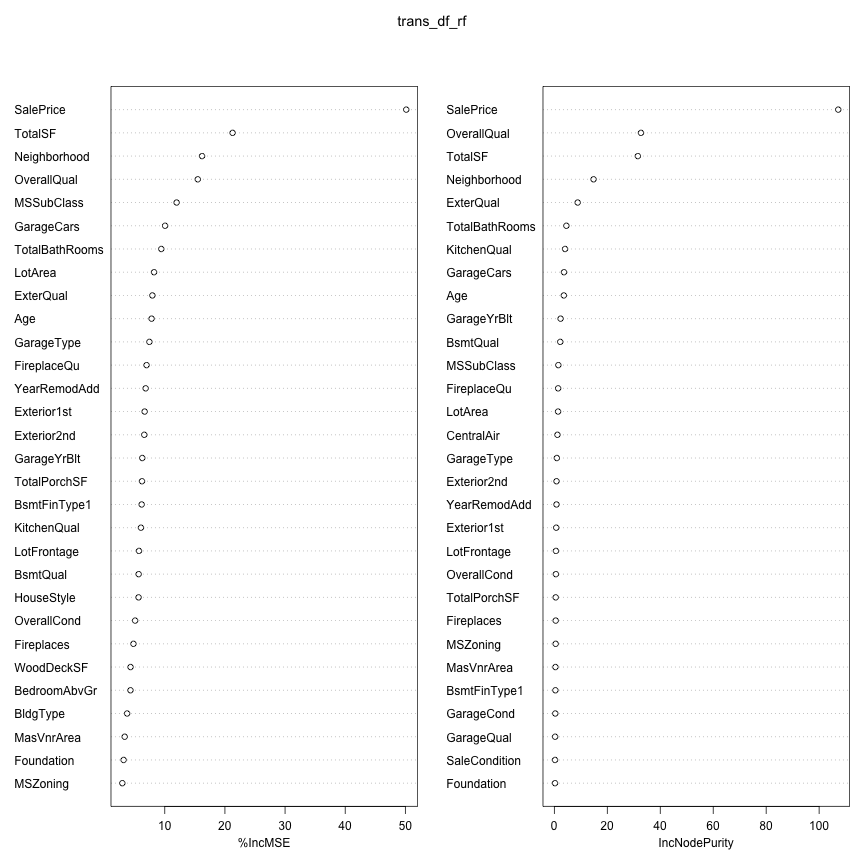 trans_df_rf
SalePrice
TotalSF
Neighborhood
OverallQual
MSSubClass
GarageCars
TotalBathRooms
LotArea
ExterQual
Age
GarageType
FireplaceQu
YearRemodAdd
Exterior1st
Exterior2nd
GarageYrBlt
TotalPorchSF
BsmtFinType1
KitchenQual
LotFrontage
BsmtQual
HouseStyle
OverallCond
Fireplaces
WoodDeckSF
BedroomAbvGr
BldgType
MasVnrArea
Foundation
MSZoning
10 20 30 40 50
%IncMSE
SalePrice
OverallQual
TotalSF
Neighborhood
ExterQual
TotalBathRooms
KitchenQual
GarageCars
Age
GarageYrBlt
BsmtQual
MSSubClass
FireplaceQu
LotArea
CentralAir
GarageType
Exterior2nd
YearRemodAdd
Exterior1st
LotFrontage
OverallCond
TotalPorchSF
Fireplaces
MSZoning
MasVnrArea
BsmtFinType1
GarageCond
GarageQual
SaleCondition
Foundation
0 20 40 60 80 100
IncNodePurity